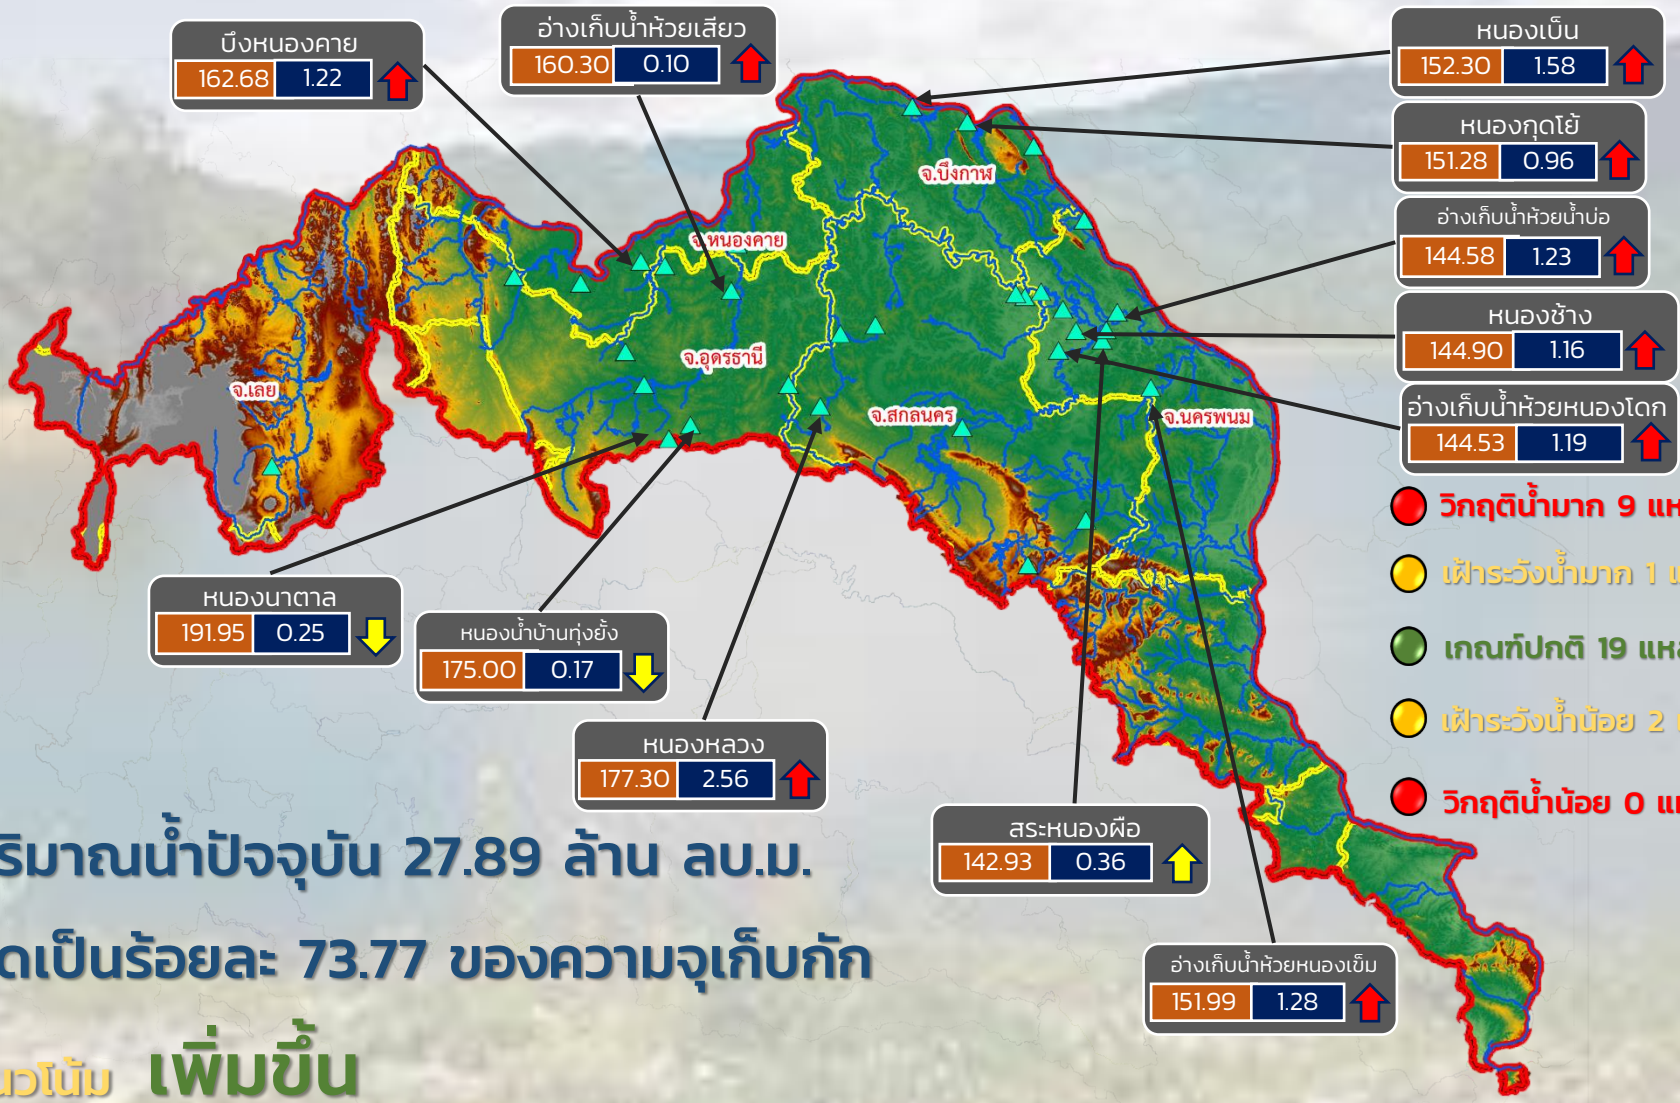 บึงหนองคาย
162.68 1.22
อ่างเก็บน้ำห้วยเสียว
160.30 0.10
หนองเบ็น
152.30 1.58
หนองกุดโย้
151.28 0.96
อ่างเก็บน้ำห้วยน้ำบ่อ
144.58 1.23
หนองช้าง
144.90 1.16
อ่างเก็บน้ำห้วยหนองโดก
144.53 1.19
จ.บึงกาฬ
จ.หนองคาย
จ.อุดรธานี
จ.เลย
จ.สกลนคร
จ.นครพนม
วิกฤติน้ำมาก 9 แห
เฝ้าระวังน้ำมาก 1 แ
เกณฑ์ปกติ 19 แหล
เฝ้าระวังน้ำน้อย 2
วิกฤติน้ำน้อย 0 แห
หนองนาตาล
191.95 0.25
หนองน้ำบ้านทุ่งยั้ง
175.00 0.17
หนองหลวง
177.30 2.56
สระหนองผือ
142.93 0.36
อ่างเก็บน้ำห้วยหนองเข็ม
151.99 1.28
ริมาณน้ำปัจจุบัน 27.89 ล้าน ลบ.ม.
ดเป็นร้อยละ 73.77 ของความจุเก็บกัก
นวโน้ม เพิ่มขึ้น